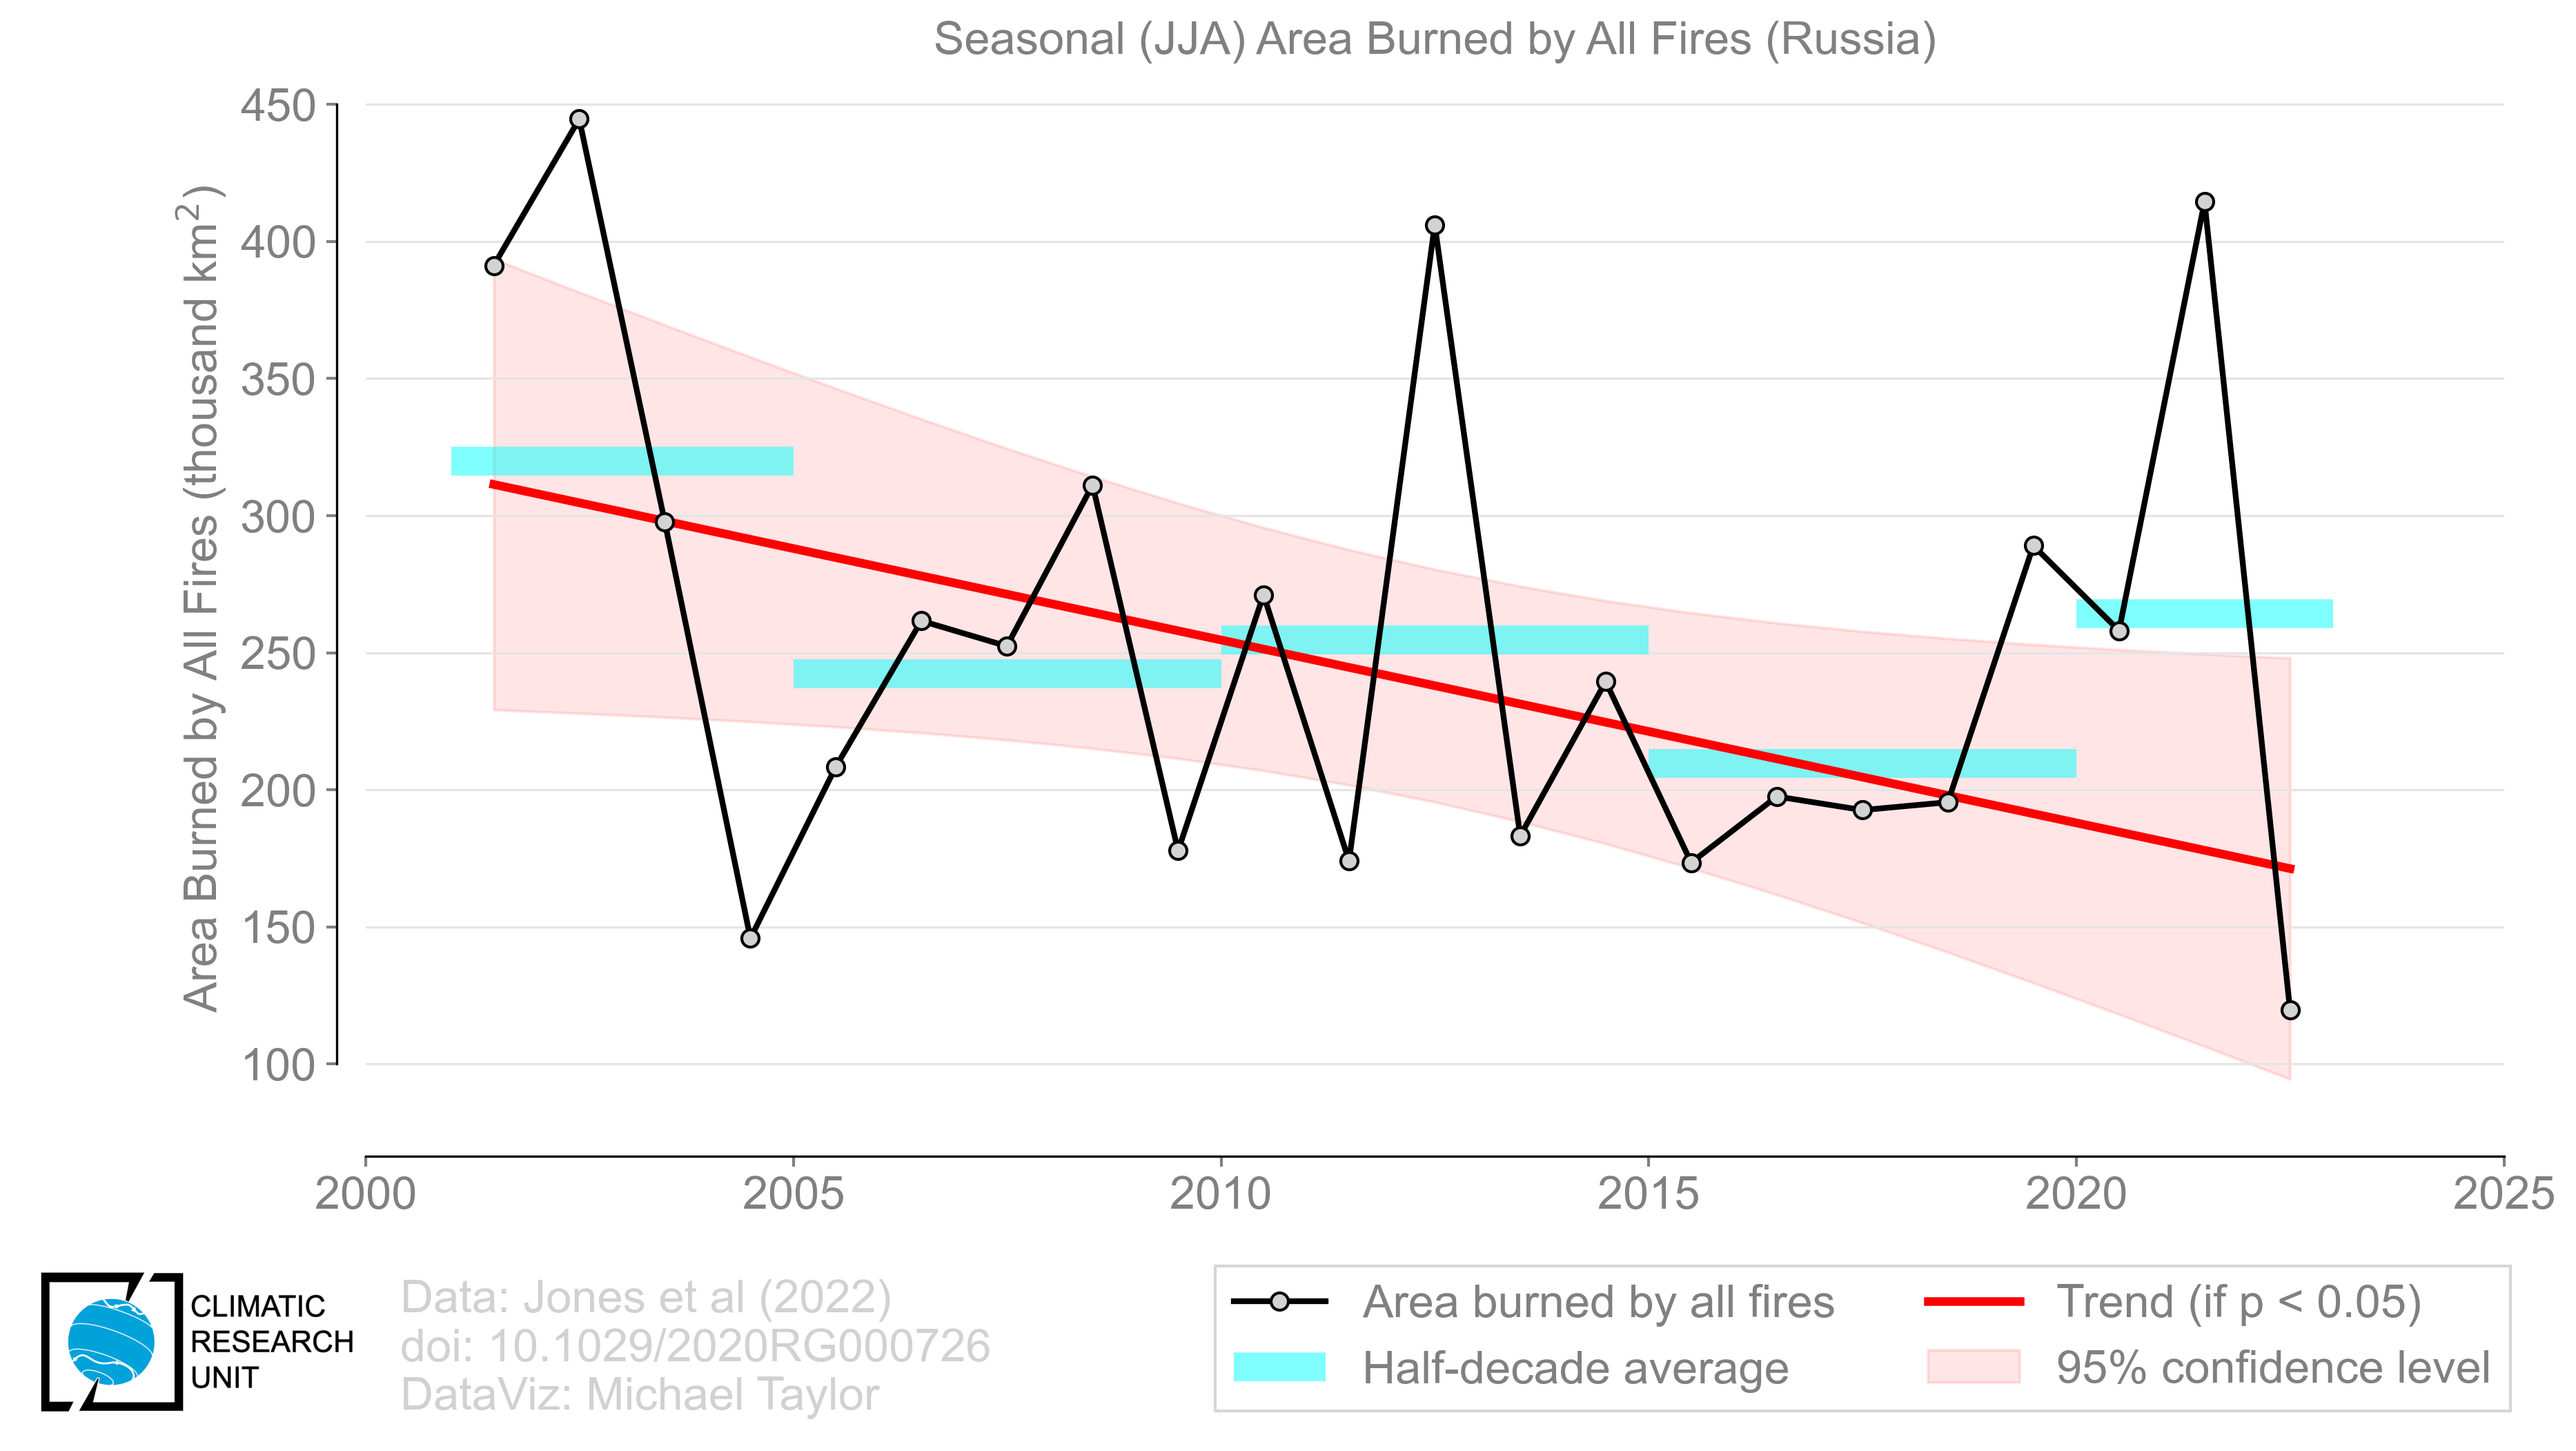 Seasonal (JJA) Area Burned by All Fires (Russia)
Area Burned by All Fires (thousand km²)
450
400
350
300
250
200
150
100
2000
2005
2010
2015
2020
2025
CLIMATIC
RESEARCH
UNIT
Data: Jones et al (2022)
doi: 10.1029/2020RG000726
DataViz: Michael Taylor
Area burned by all fires
Half-decade average
Trend (if p < 0.05)
95% confidence level